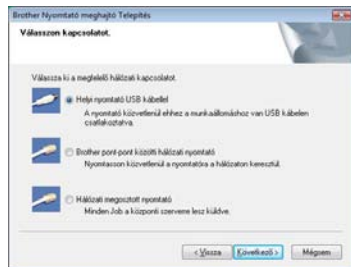 Brother Nyomtató meghajtó Telepítés
Válasszon kapcsolatot.
Válassza ki a megfelelő hálózati kapcsolatot.
Helyi nyomtató USB kábellel
A nyomtató közvetlenül ehhez a munkaállomáshoz van USB kábelen
csatlakoztatva.
Brother pont-pont közötti hálózati nyomtató
Nyomtasson közvetlenül a nyomtatóra a hálózaton keresztül.
Hálózati megosztott nyomtató
Minden Job a központi szerverre lesz küldve.
< Vissza Következő > Mégsem